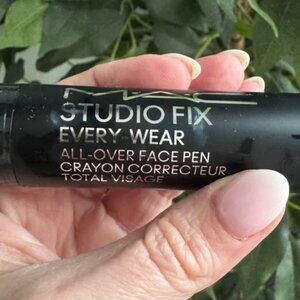 M·A·C
STUDIO FIX
EVERY-WEAR
ALL-OVER FACE PEN
CRAYON CORRECTEUR
TOTAL VISAGE